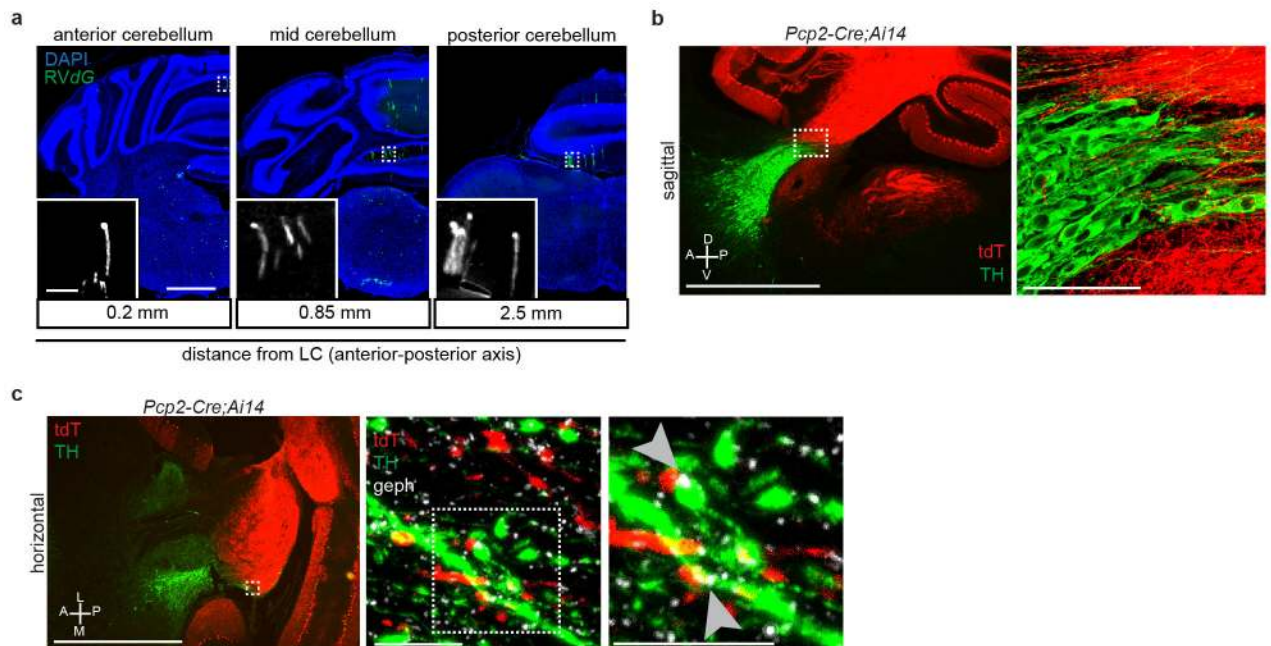 a
anterior cerebellum
mid cerebellum
posterior cerebellum
DAPI
RVdG
0.2 mm
0.85 mm
2.5 mm
distance from LC (anterior-posterior axis)
b
Pcp2-Cre;Ai14
sagittal
D
A P
V
tdT
TH
c
Pcp2-Cre;Ai14
horizontal
tdT
TH
L
A P
M
tdT
TH
geph